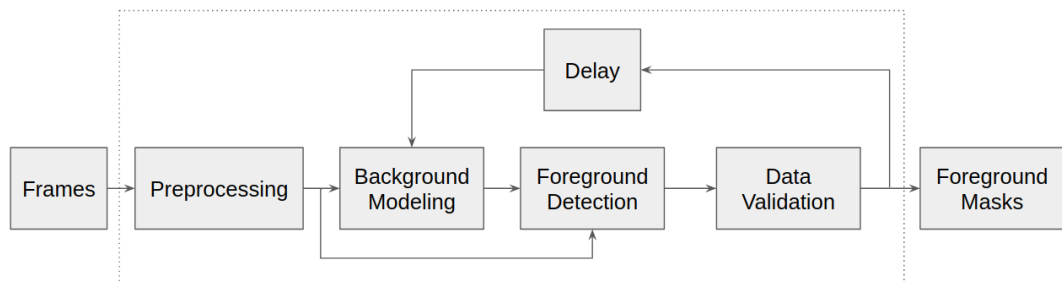 Delay
Frames
Preprocessing
Background
Modeling
Foreground
Detection
Data
Validation
Foreground
Masks